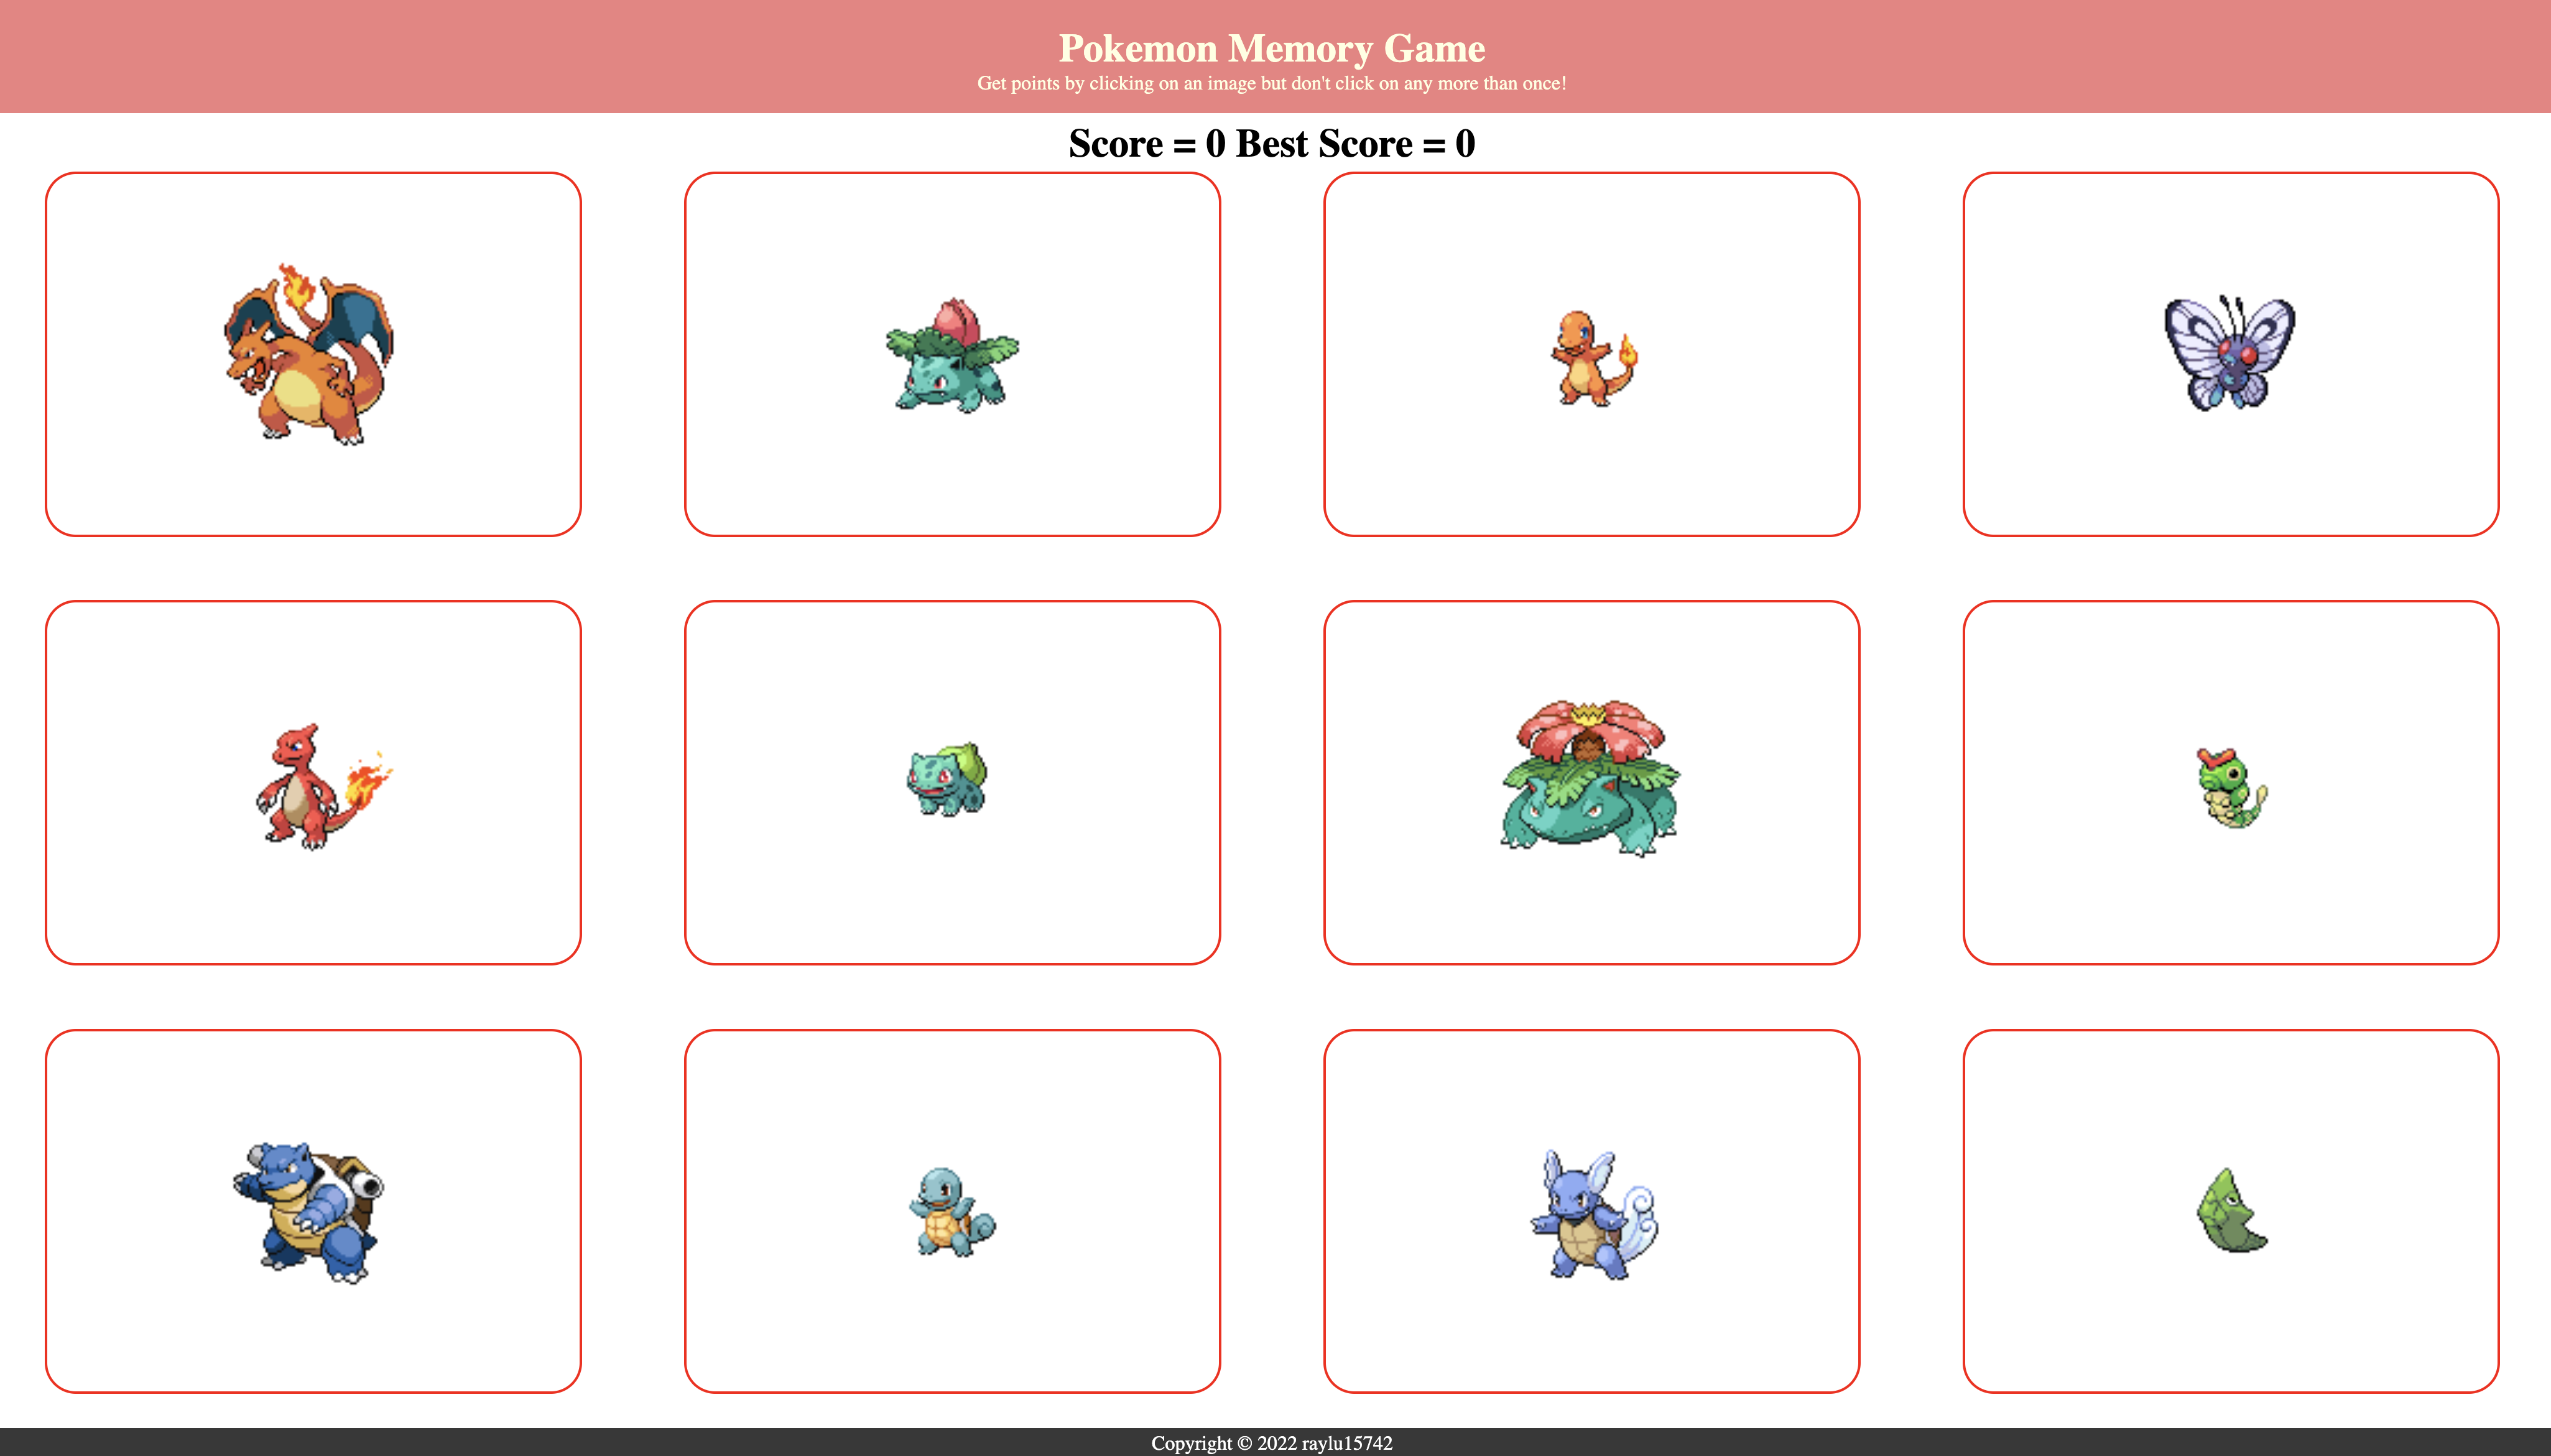 Pokemon Memory Game
Get points by clicking on an image but don't click on any more than once!
Score = 0 Best Score = 0
Copyright © 2022 raylu15742